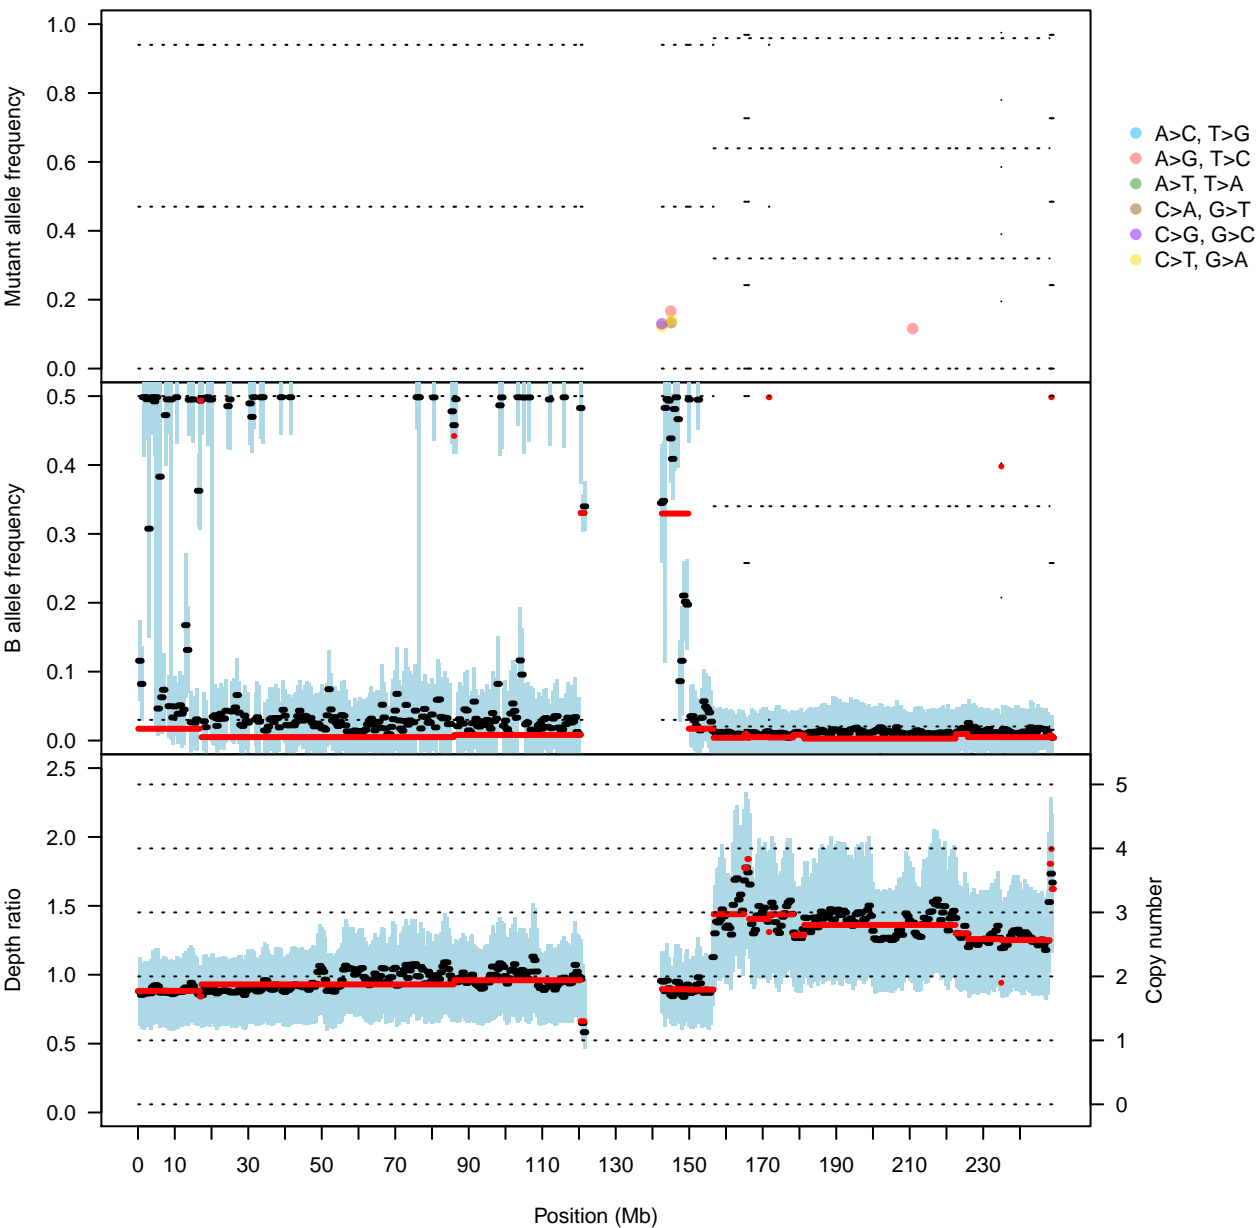 1.0
0.8
0.6
0.4
0.2
0.0
Mutant allele frequency
A>C, T>G
A>G, T>C
A>T, T>A
C>A, G>T
C>G, G>C
C>T, G>A
0.5
0.4
0.3
0.2
0.1
0.0
B allele frequency
2.5
2.0
1.5
1.0
0.5
0.0
Depth ratio
5
4
3
2
1
0
Copy number
0 10 30 50 70 90 110 130 150 170 190 210 230
Position (Mb)